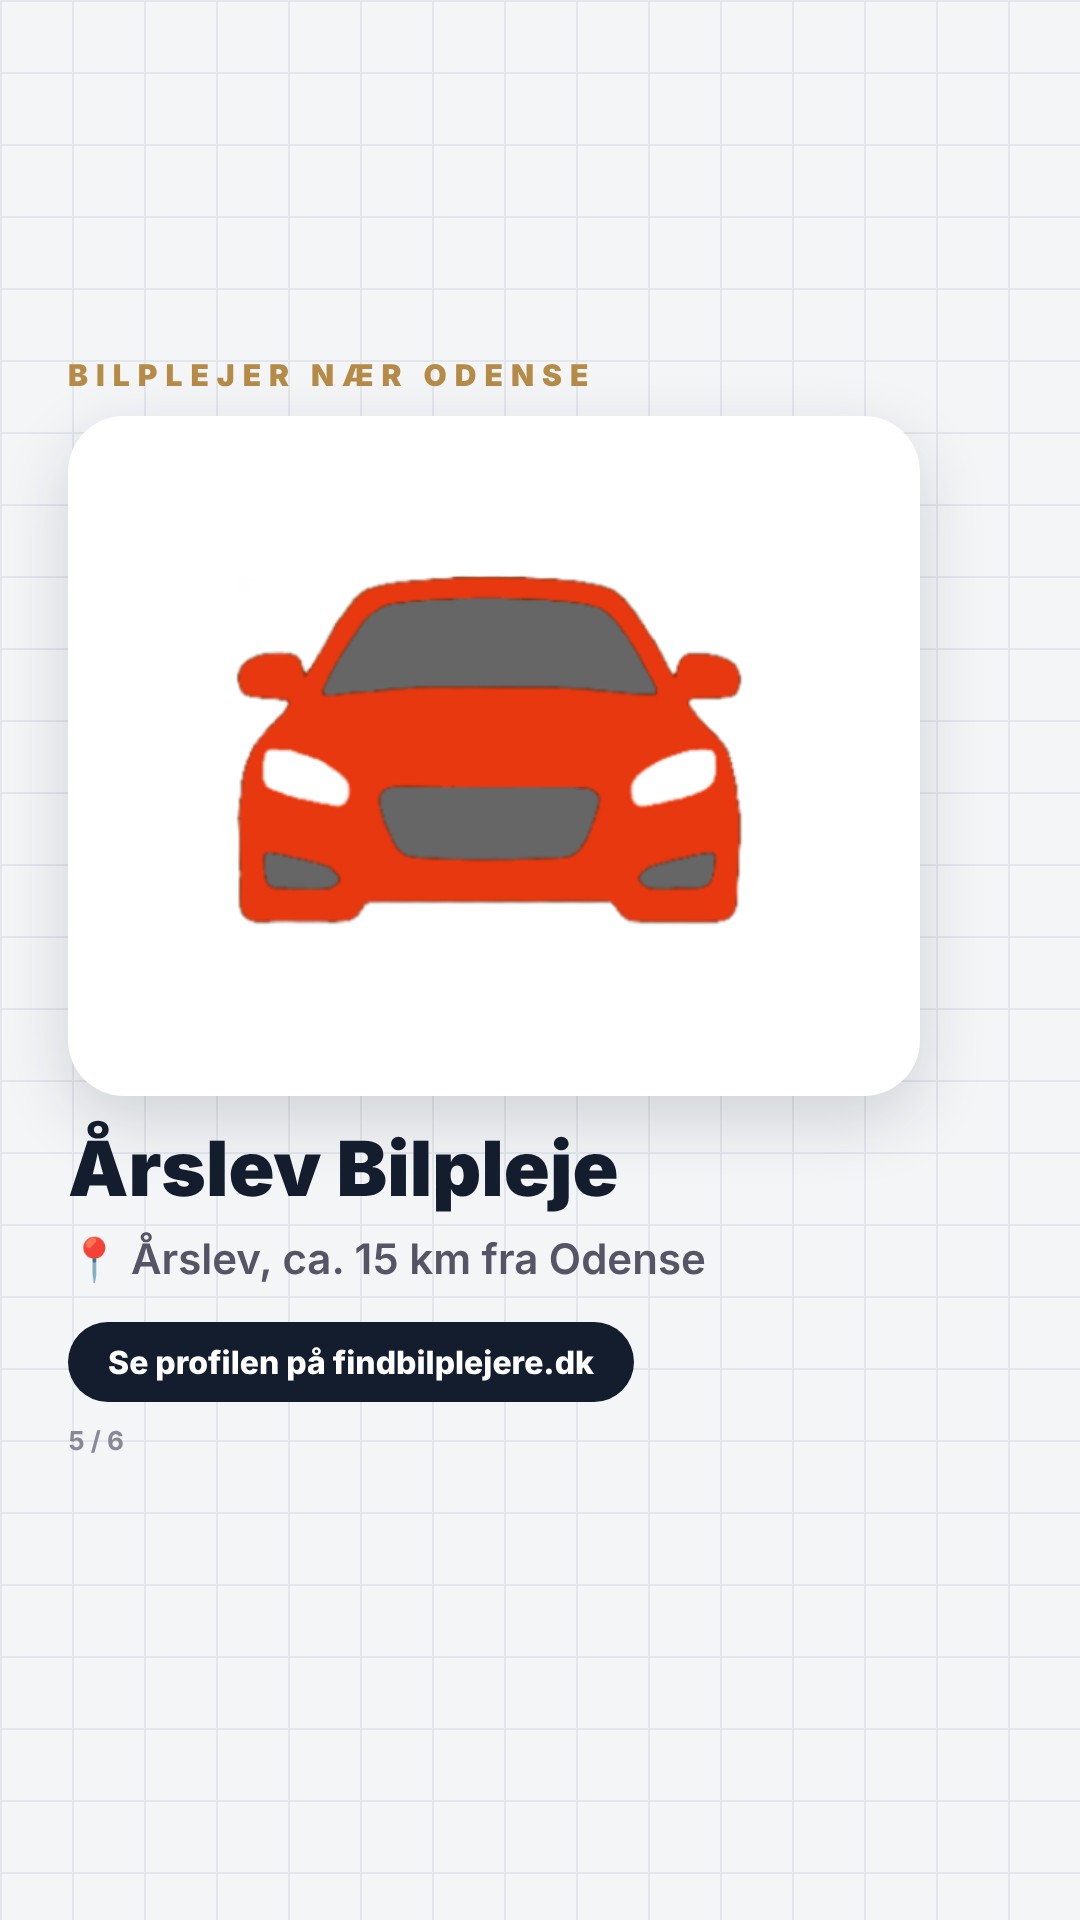 BILPLEJER NÆR ODENSE
Årslev Bilpleje
📍 Årslev, ca. 15 km fra Odense
Se profilen på findbilplejere.dk
5 / 6